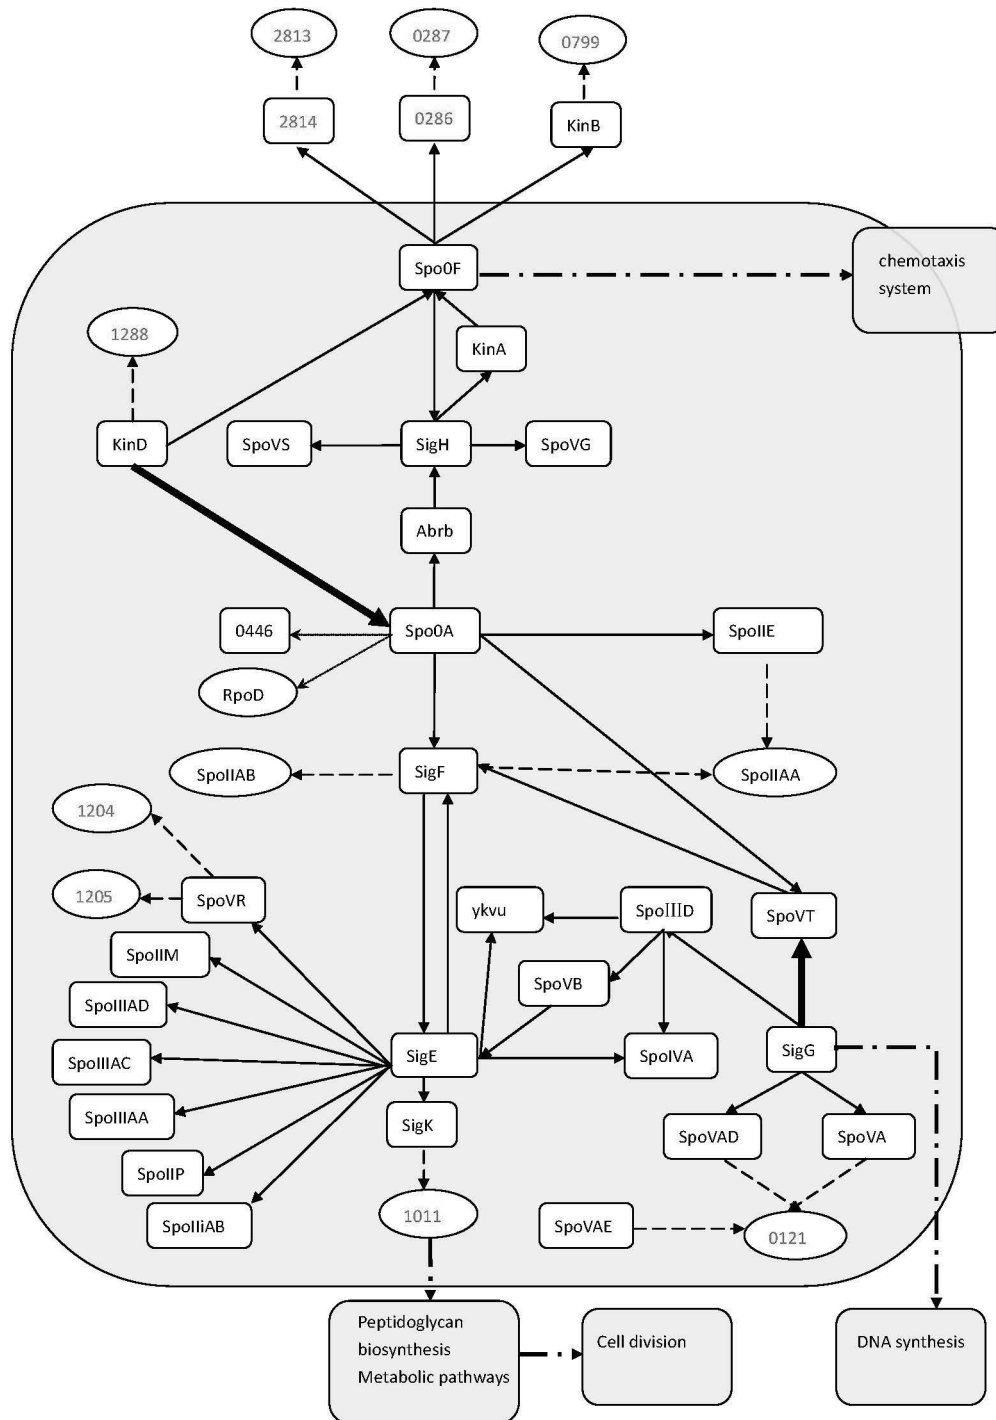 2813
0287
0799
2814
0286
KinB
Spo0F
chemotaxis
system
1288
KinA
KinD
SpoVS
SigH
SpoVG
Abrb
0446
Spo0A
SpoIIE
RpoD
SpoIIAB
SigF
SpoIIAA
1204
1205
SpoVR
ykvu
SpoIIID
SpoVT
SpoIIM
SpoVB
SpoIIIAD
SpoIIIAC
SigE
SpoIVA
SigG
SpoIIIAA
SigK
SpoVAD
SpoVA
SpoIIP
SpoIIiAB
1011
SpoVAE
0121
Peptidoglycan
biosynthesis
Metabolic pathways
Cell division
DNA synthesis